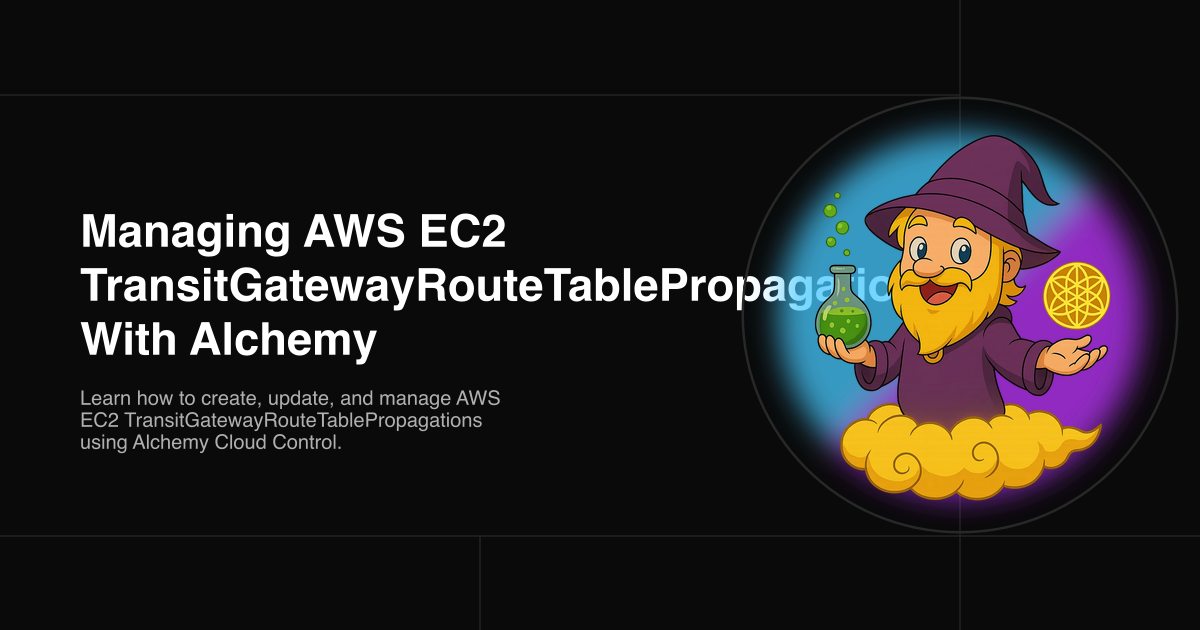 Managing AWS EC2
TransitGatewayRouteTablePropagatio
With Alchemy
Learn how to create, update, and manage AWS
EC2 TransitGatewayRouteTablePropagations
using Alchemy Cloud Control.